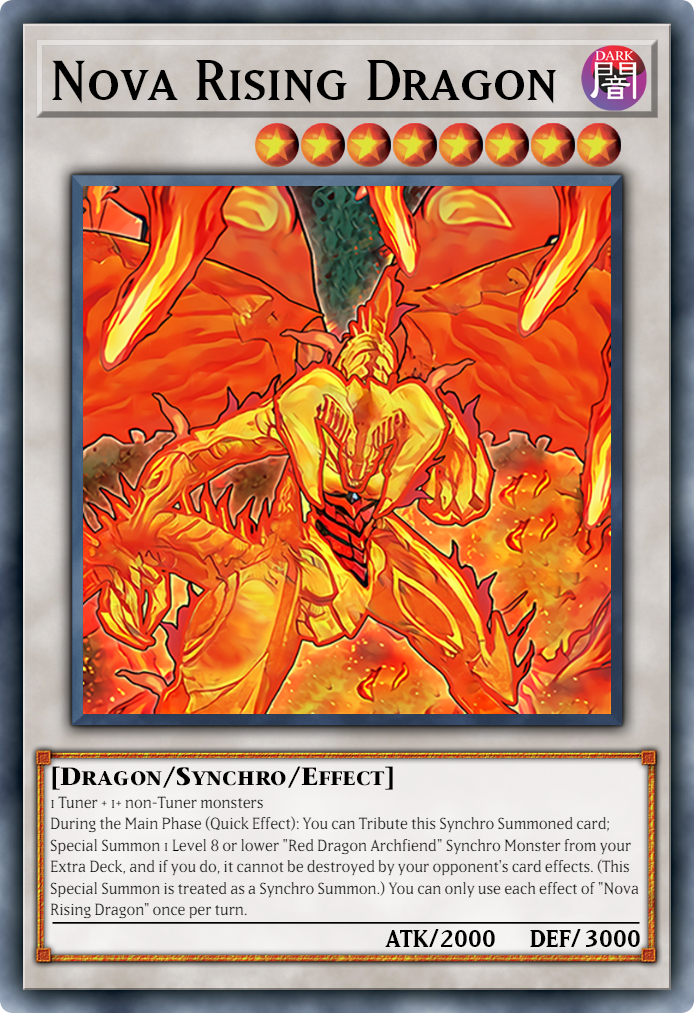 Nova Rising Dragon
DARK
闇
[Dragon/Synchro/Effect]
1 Tuner + 1+ non-Tuner monsters
During the Main Phase (Quick Effect): You can Tribute this Synchro Summoned card;
Special Summon 1 Level 8 or lower "Red Dragon Archfiend" Synchro Monster from your
Extra Deck, and if you do, it cannot be destroyed by your opponent's card effects. (This
Special Summon is treated as a Synchro Summon.) You can only use each effect of "Nova
Rising Dragon" once per turn.
ATK/2000 DEF/3000